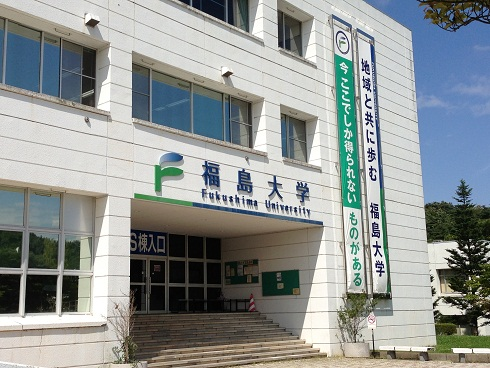 福島大学
Fukushima University
S棟入口
今ここでしか得られない ものがある
地域と共に歩む 福島大学